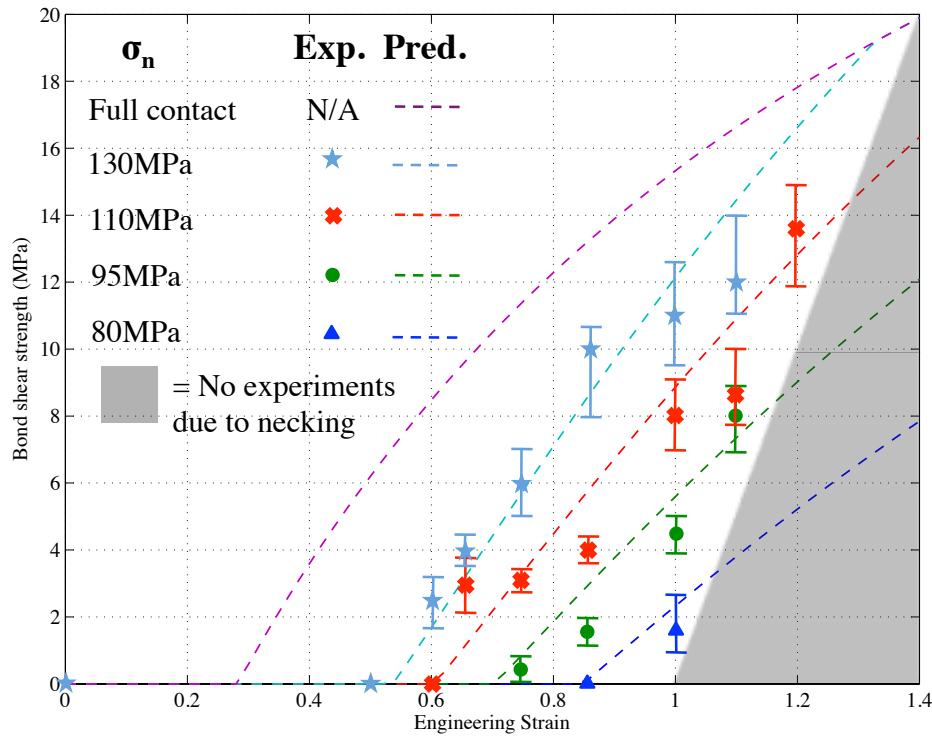 σn Exp. Pred.
Full contact N/A
130MPa
110MPa
95MPa
80MPa
= No experiments
due to necking
Bond shear strength (MPa)
20
18
16
14
12
10
8
6
4
2
0
0 0.2 0.4 0.6 0.8 1 1.2 1.4
Engineering Strain